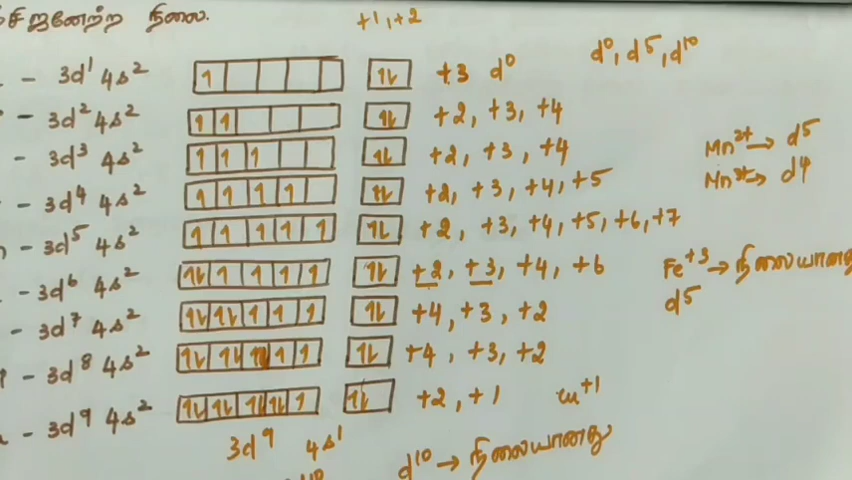 நிலை. +1, +2
- 3d¹ 4s² 1 1L +3 d⁰ d⁰, d⁵, d¹⁰
- 3d² 4s² 1 1 1L +2, +3, +4
- 3d³ 4s² 1 1 1 1L +2, +3, +4 Mn²⁺ → d⁵
- 3d⁴ 4s² 1 1 1 1 1L +2, +3, +4, +5 Mn³⁺ → d⁴
- 3d⁵ 4s² 1 1 1 1 1 1L +2, +3, +4, +5, +6, +7
- 3d⁶ 4s² 1L 1 1 1 1 1L +2, +3, +4, +6 Fe⁺³ → நிலையானது
- 3d⁷ 4s² 1L 1L 1 1 1 1L +4, +3, +2 d⁵
- 3d⁸ 4s² 1L 1L 1 1 1L +4, +3, +2
- 3d⁹ 4s² 1L 1L 1L 1L 1 1L +2, +1 Cu⁺¹
3d⁹ 4s¹ d¹⁰ → நிலையானது